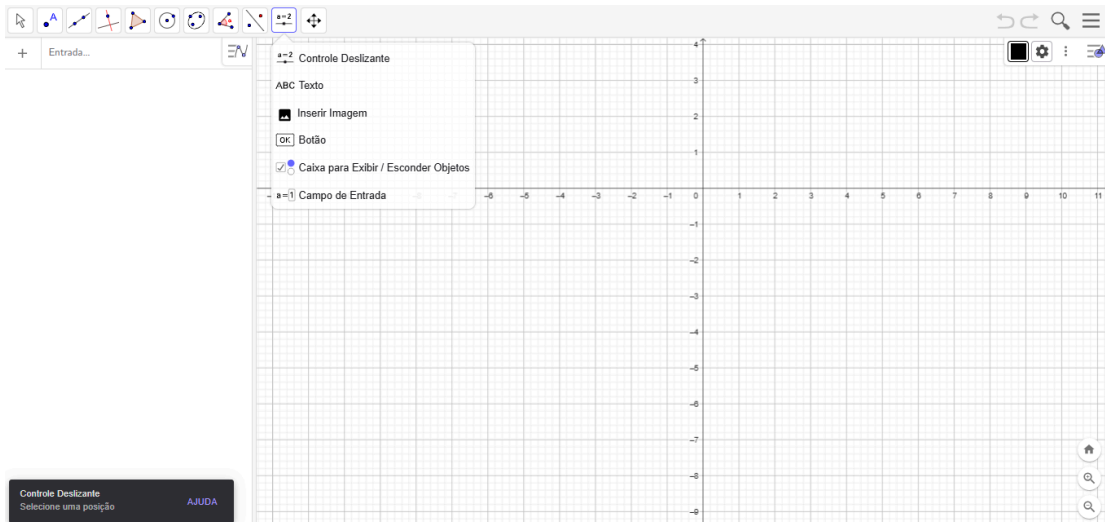 A
a=2
+ Entrada...
a=2 Controle Deslizante
ABC Texto
Inserir Imagem
OK Botão
Caixa para Exibir / Esconder Objetos
a=1 Campo de Entrada
4
3
2
1
-6 -5 -4 -3 -2 -1 0 1 2 3 4 5 6 7 8 9 10 11
-1
-2
-3
-4
-5
-6
-7
-8
-9
Controle Deslizante
Selecione uma posição
AJUDA